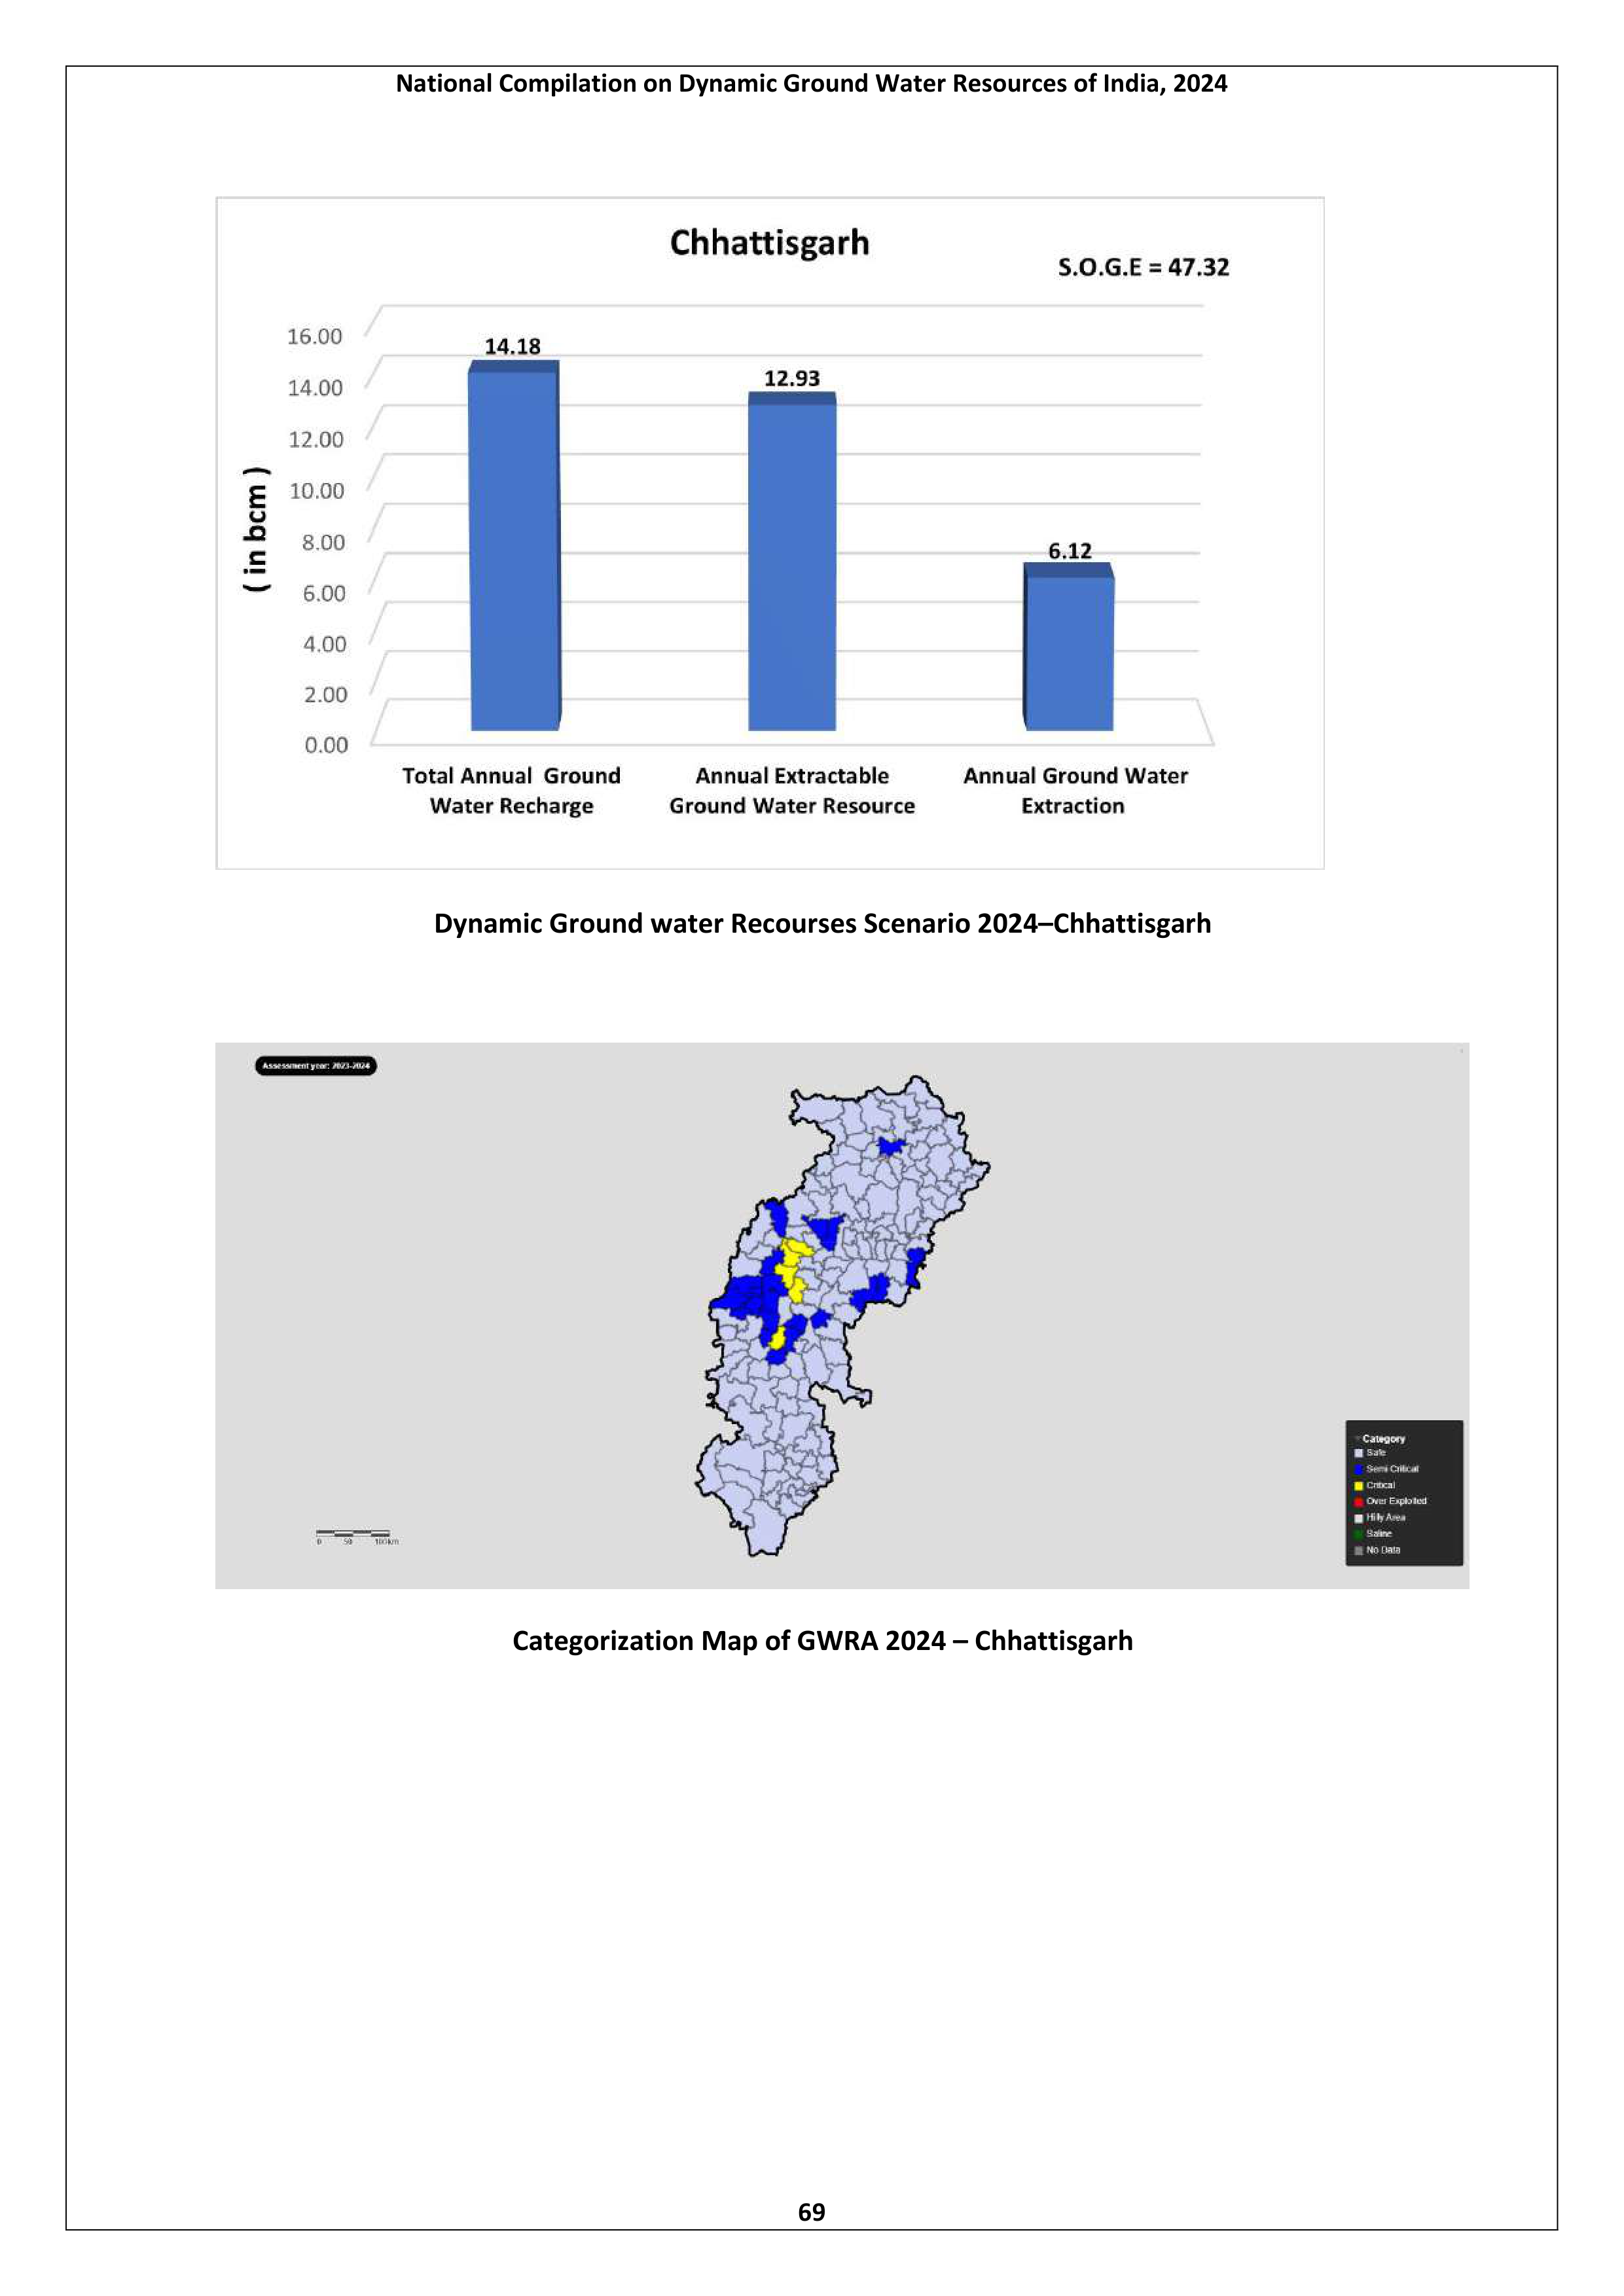 National Compilation on Dynamic Ground Water Resources of India, 2024
Chhattisgarh
S.O.G.E = 47.32
16.00
14.00
12.00
10.00
8.00
6.00
4.00
2.00
0.00
( in bcm )
14.18
12.93
6.12
Total Annual Ground
Water Recharge
Annual Extractable
Ground Water Resource
Annual Ground Water
Extraction
Dynamic Ground water Recourses Scenario 2024–Chhattisgarh
Assessment year: 2023-2024
Category
Safe
Semi Critical
Critical
Over Exploited
Hilly Area
Saline
No Data
0 50 100km
Categorization Map of GWRA 2024 – Chhattisgarh
69